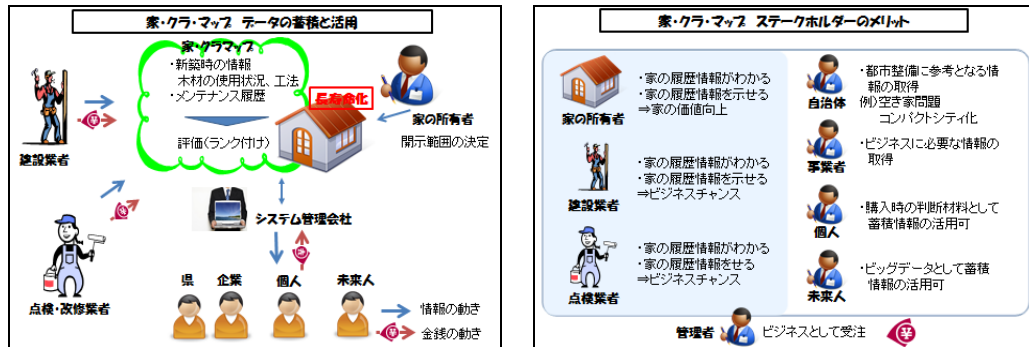 家・クラ・マップ データの蓄積と活用
家・クラマップ
・新築時の情報
木材の使用状況、工法
・メンテナンス履歴
長寿命化
評価(ランク付け)
建設業者
家の所有者
開示範囲の決定
システム管理会社
点検・改修業者
県
企業
個人
未来人
情報の動き
¥
金銭の動き
家・クラ・マップ ステークホルダーのメリット
家の所有者
・家の履歴情報がわかる
・家の履歴情報を示せる
⇒家の価値向上
建設業者
・家の履歴情報がわかる
・家の履歴情報を示せる
⇒ビジネスチャンス
点検業者
・家の履歴情報がわかる
・家の履歴情報をせる
⇒ビジネスチャンス
自治体
・都市整備に参考となる情
報の取得
例)空き家問題
コンパクトシティ化
事業者
・ビジネスに必要な情報の
取得
個人
・購入時の判断材料として
蓄積情報の活用可
未来人
・ビッグデータとして蓄積
情報の活用可
管理者
ビジネスとして受注
¥